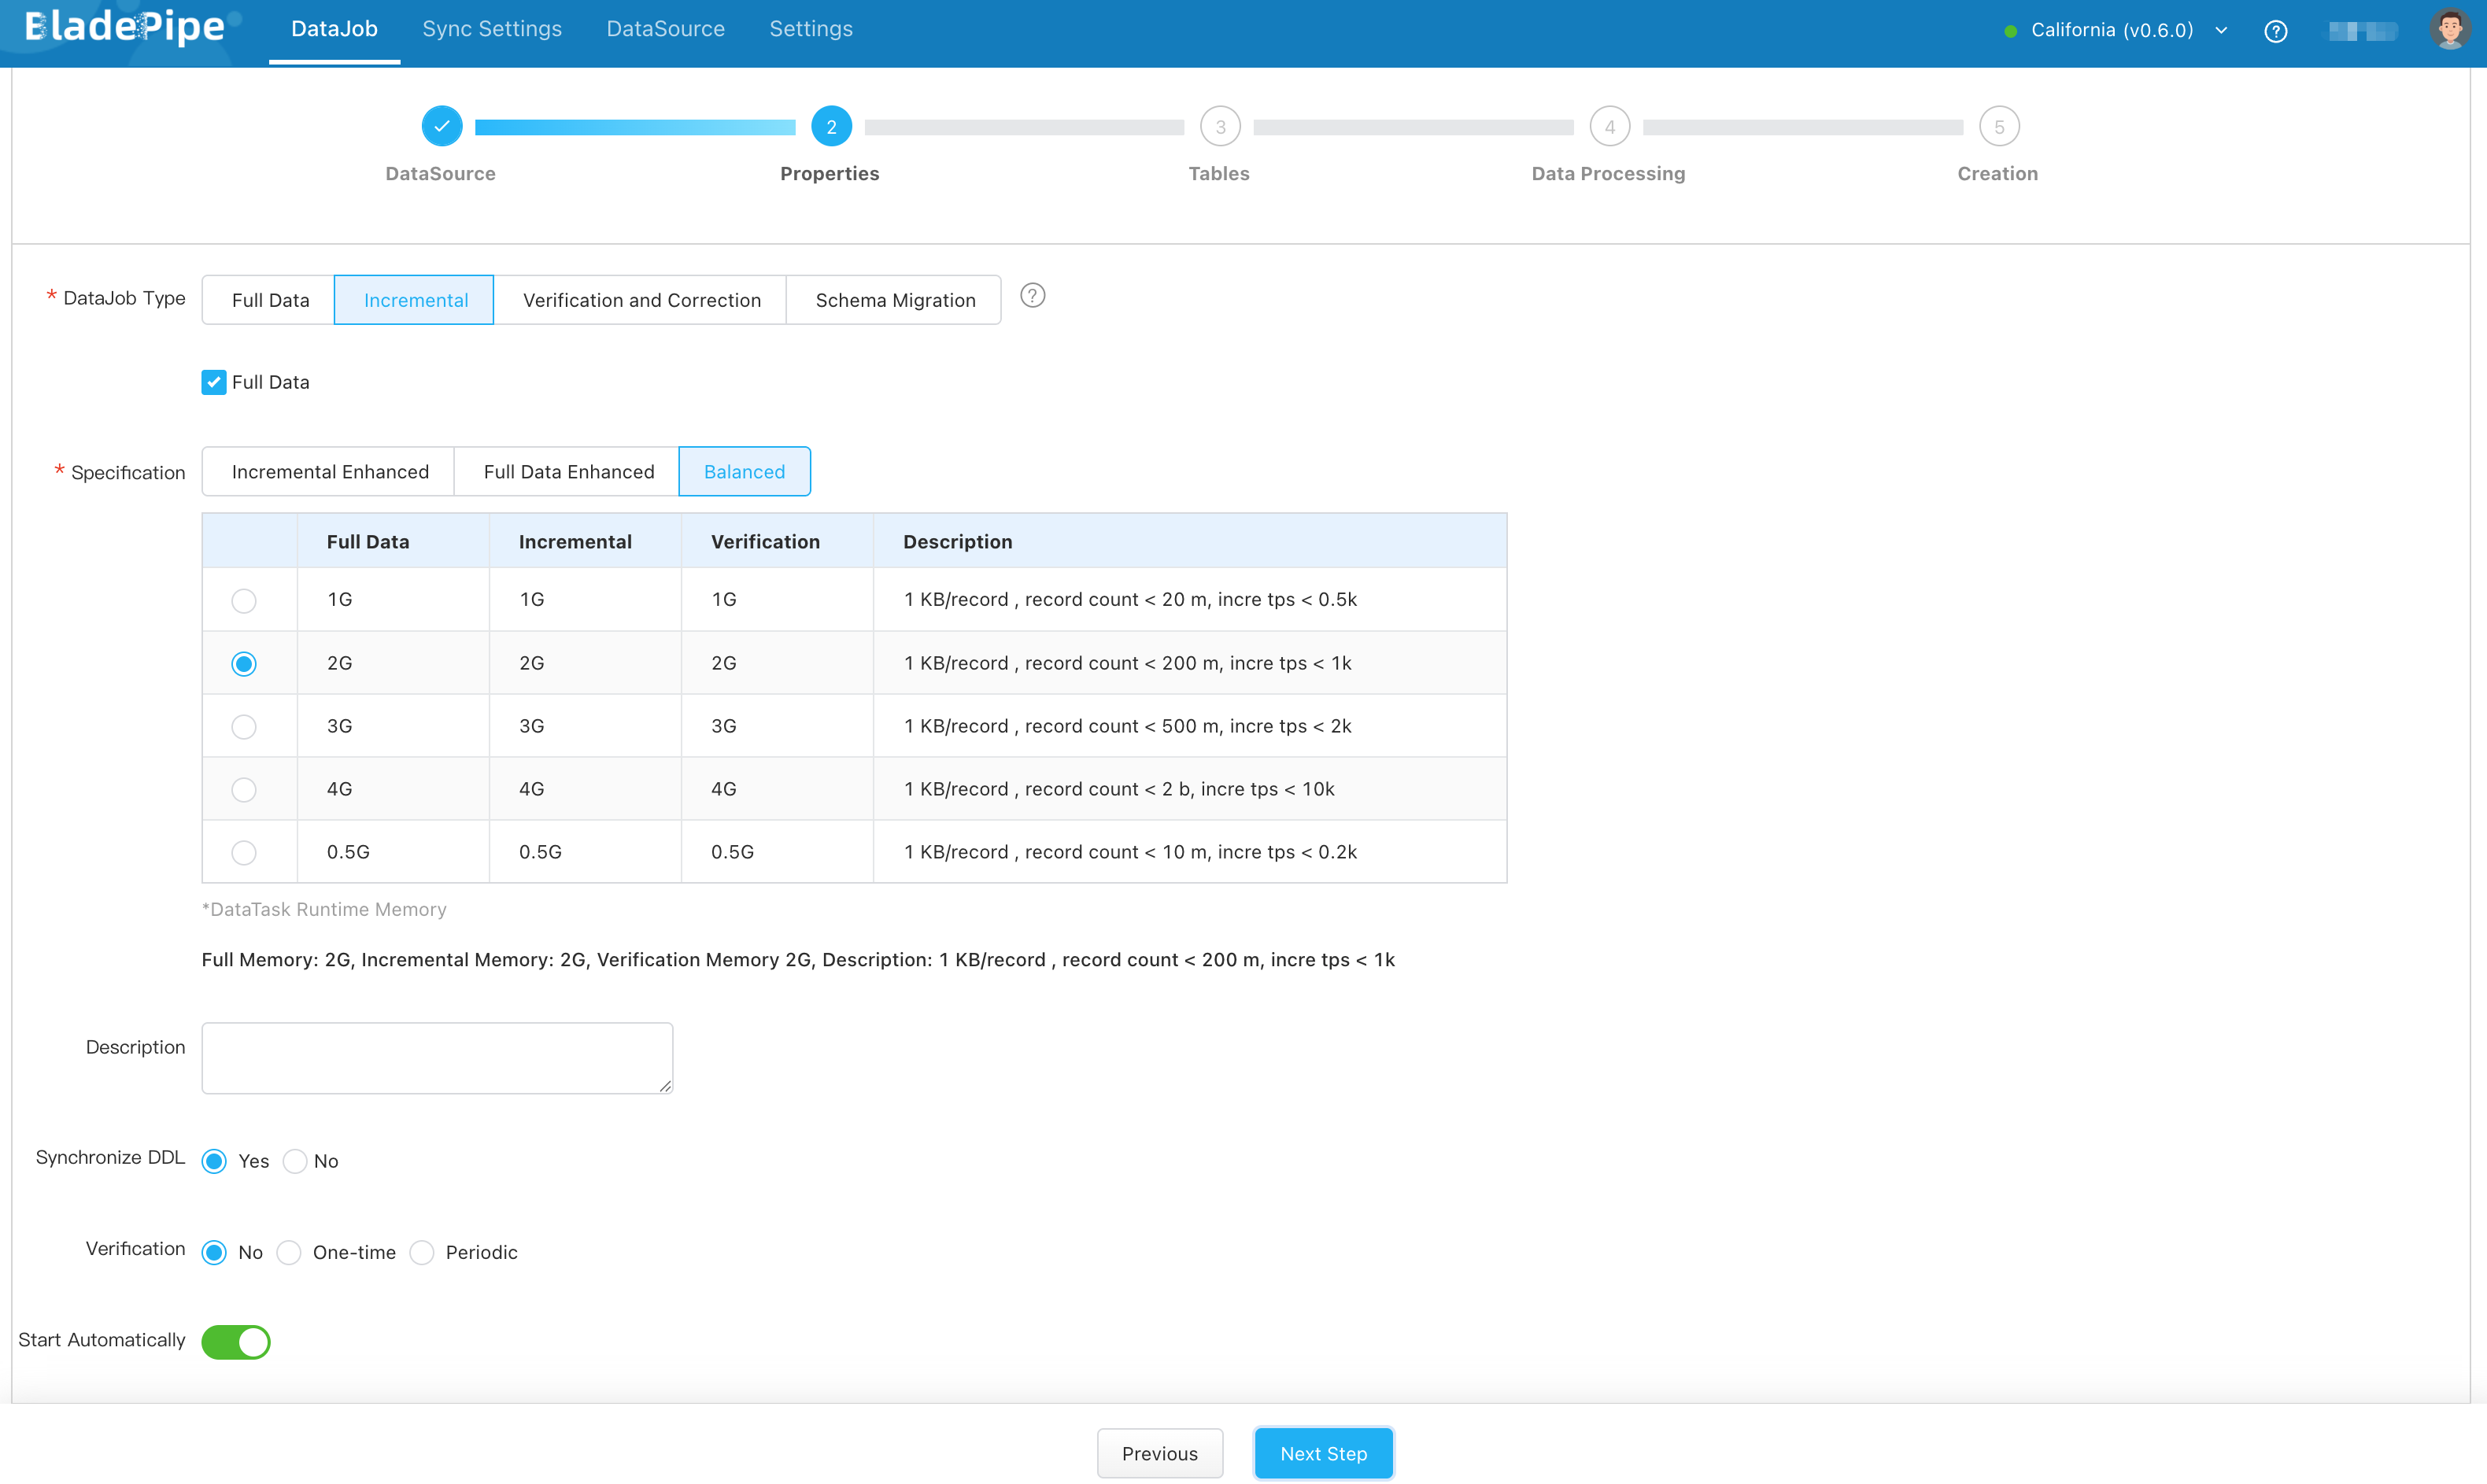 BladePipe DataJob Sync Settings DataSource Settings California (v0.6.0) ?
2 3 4 5
DataSource Properties Tables Data Processing Creation
* DataJob Type Full Data Incremental Verification and Correction Schema Migration ?
Full Data
* Specification Incremental Enhanced Full Data Enhanced Balanced
Full Data Incremental Verification Description
1G 1G 1G 1 KB/record , record count < 20 m, incre tps < 0.5k
2G 2G 2G 1 KB/record , record count < 200 m, incre tps < 1k
3G 3G 3G 1 KB/record , record count < 500 m, incre tps < 2k
4G 4G 4G 1 KB/record , record count < 2 b, incre tps < 10k
0.5G 0.5G 0.5G 1 KB/record , record count < 10 m, incre tps < 0.2k
*DataTask Runtime Memory
Full Memory: 2G, Incremental Memory: 2G, Verification Memory 2G, Description: 1 KB/record , record count < 200 m, incre tps < 1k
Description
Synchronize DDL Yes No
Verification No One-time Periodic
Start Automatically
Previous Next Step